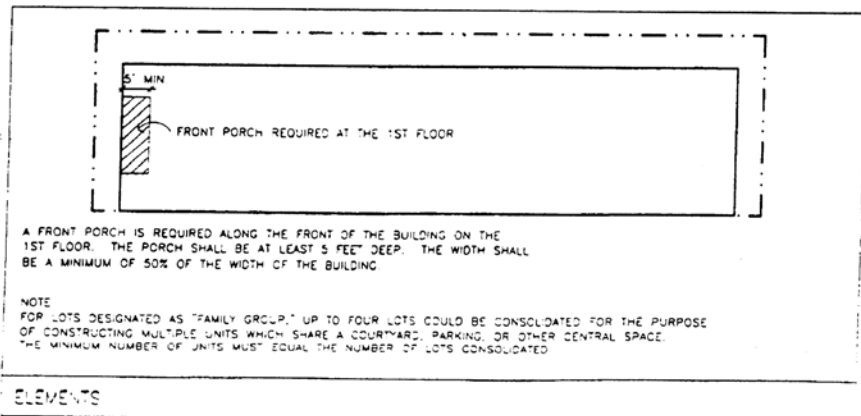 5' MIN
FRONT PORCH REQUIRED AT THE 1ST FLOOR
A FRONT PORCH IS REQUIRED ALONG THE FRONT OF THE BUILDING ON THE
1ST FLOOR. THE PORCH SHALL BE AT LEAST 5 FEET DEEP. THE WIDTH SHALL
BE A MINIMUM OF 50% OF THE WIDTH OF THE BUILDING.
NOTE
FOR LOTS DESIGNATED AS "FAMILY GROUP," UP TO FOUR LOTS COULD BE CONSOLIDATED FOR THE PURPOSE
OF CONSTRUCTING MULTIPLE UNITS WHICH SHARE A COURTYARD, PARKING, OR OTHER CENTRAL SPACE.
THE MINIMUM NUMBER OF UNITS MUST EQUAL THE NUMBER OF LOTS CONSOLIDATED
ELEMENTS